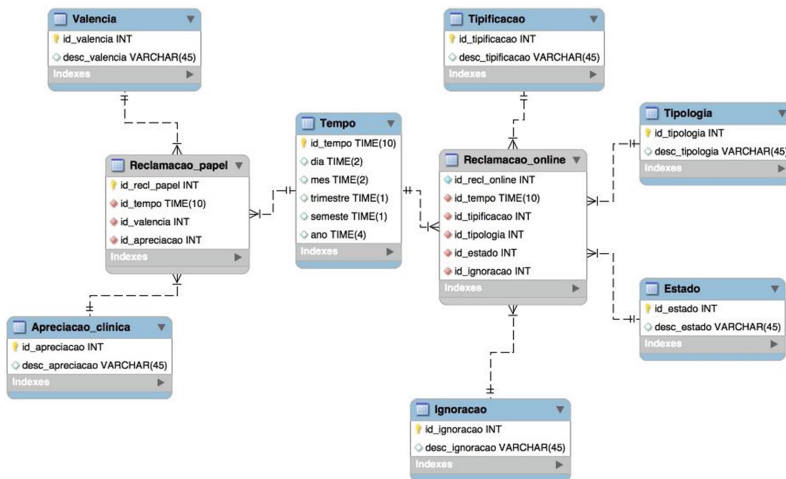 Valencia
id_valencia INT
desc_valencia VARCHAR(45)
Indexes
Tipificacao
id_tipificacao INT
desc_tipificacao VARCHAR(45)
Indexes
Tempo
id_tempo TIME(10)
dia TIME(2)
mes TIME(2)
trimestre TIME(1)
semeste TIME(1)
ano TIME(4)
Indexes
Tipologia
id_tipologia INT
desc_tipologia VARCHAR(45)
Indexes
Reclamacao_papel
id_recl_papel INT
id_tempo TIME(10)
id_valencia INT
id_apreciacao INT
Indexes
Reclamacao_online
id_recl_online INT
id_tempo TIME(10)
id_tipificacao INT
id_tipologia INT
id_estado INT
id_ignoracao INT
Indexes
Estado
id_estado INT
desc_estado VARCHAR(45)
Indexes
Apreciacao_clinica
id_apreciacao INT
desc_apreciacao VARCHAR(45)
Indexes
Ignoracao
id_ignoracao INT
desc_ignoracao VARCHAR(45)
Indexes